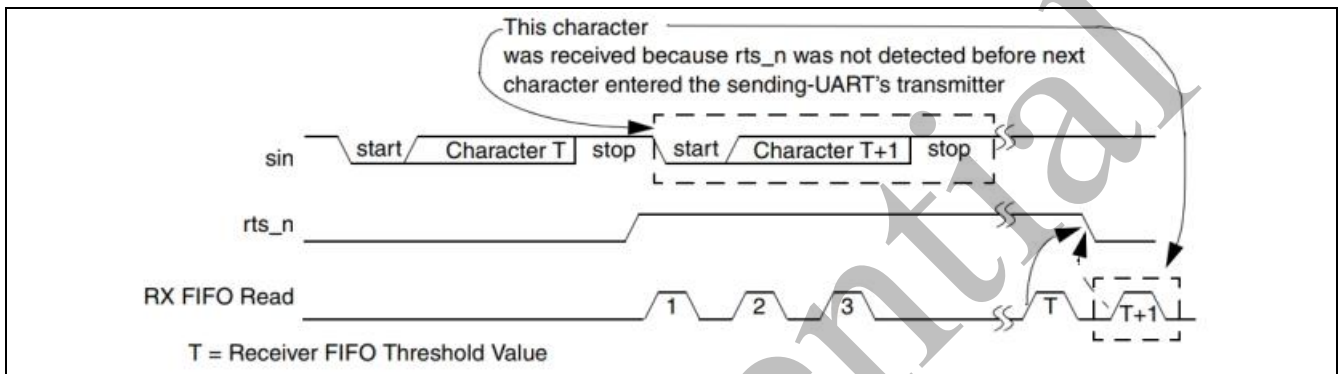 This character
was received because rts_n was not detected before next
character entered the sending-UART's transmitter
sin
start
Character T
stop
start
Character T+1
stop
rts_n
RX FIFO Read
1
2
3
T
T+1
T = Receiver FIFO Threshold Value
ential